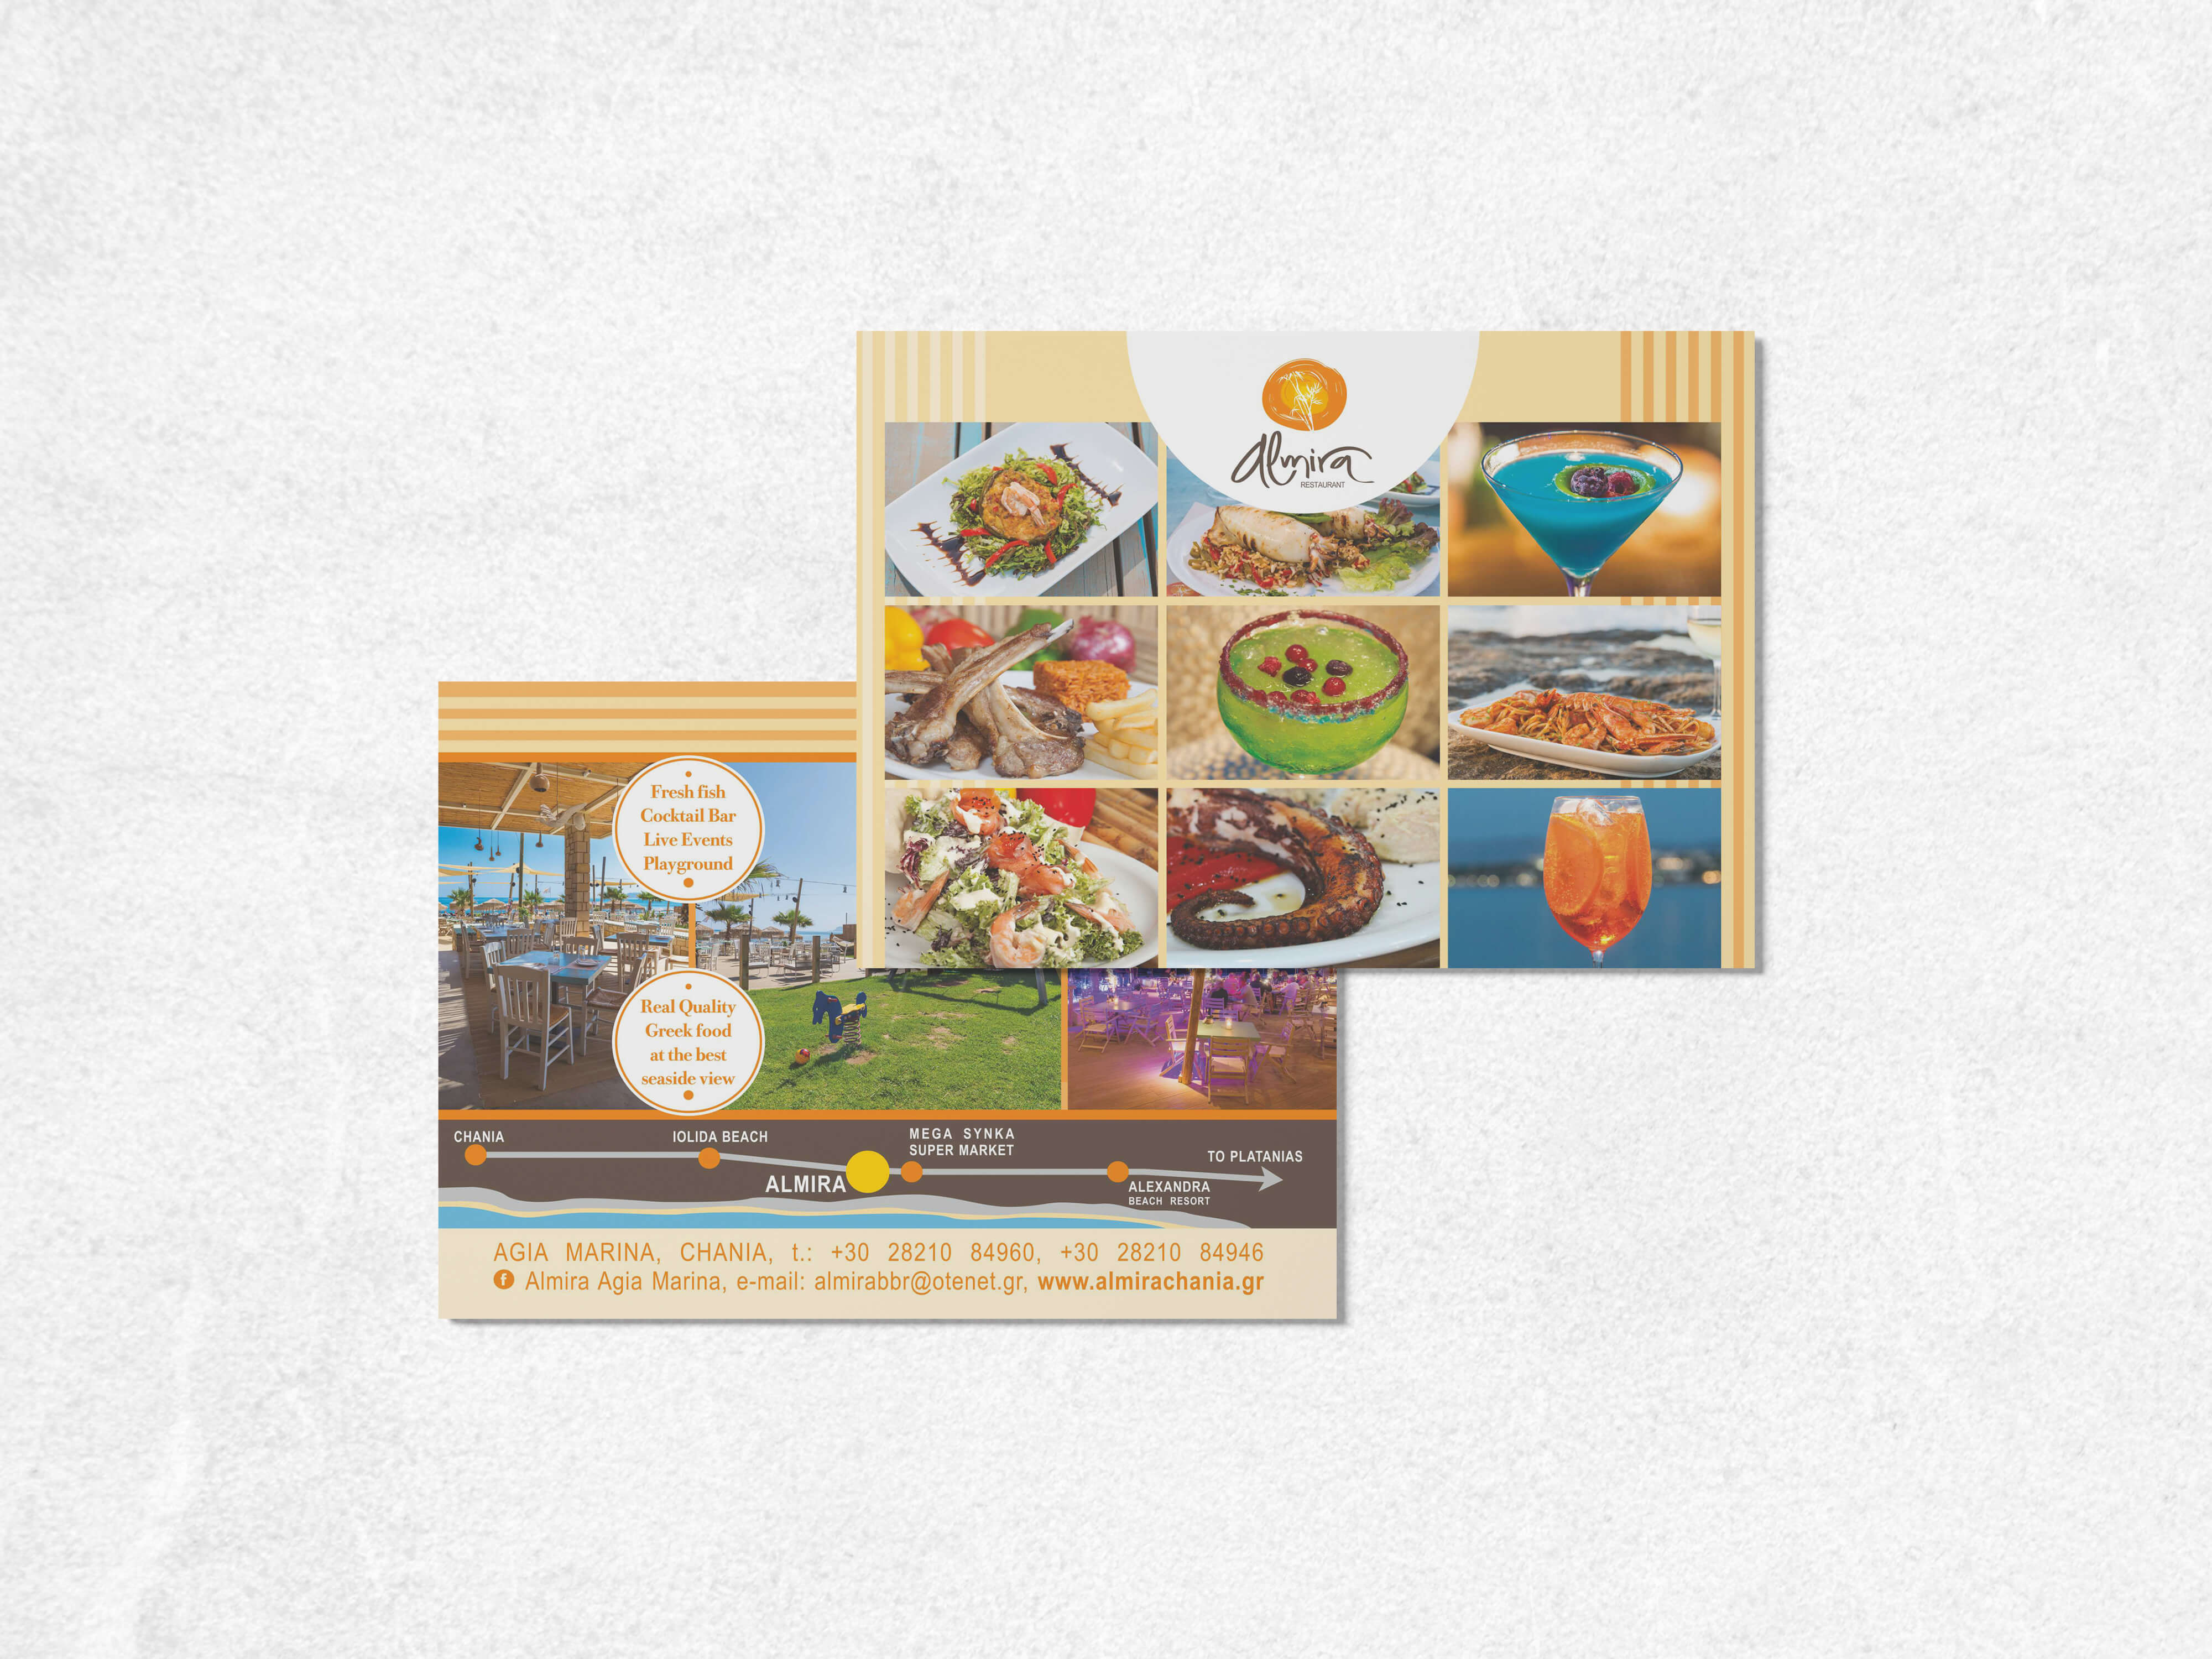 Almira
RESTAURANT
Fresh fish
Cocktail Bar
Live Events
Playground
Real Quality
Greek food
at the best
seaside view
CHANIA
IOLIDA BEACH
ALMIRA
MEGA SYNKA
SUPER MARKET
ALEXANDRA
BEACH RESORT
TO PLATANIAS
AGIA MARINA, CHANIA, t.: +30 28210 84960, +30 28210 84946
f Almira Agia Marina, e-mail: almirabbr@otenet.gr, www.almirachania.gr